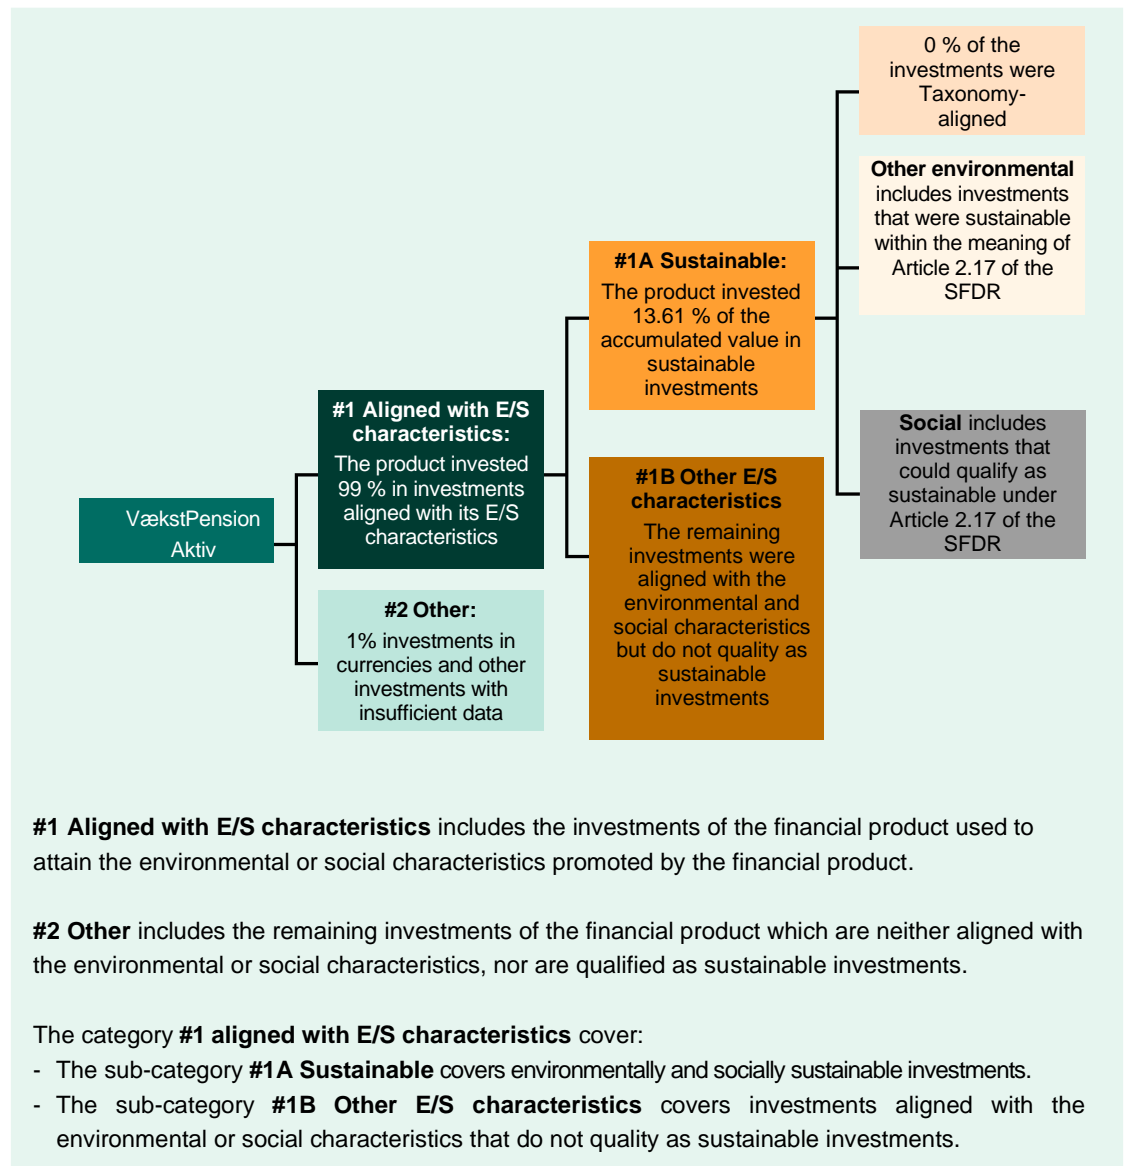 0 % of the
investments were
Taxonomy-
aligned
Other environmental
includes investments
that were sustainable
within the meaning of
Article 2.17 of the
SFDR
#1A Sustainable:
The product invested
13.61 % of the
accumulated value in
sustainable
investments
#1 Aligned with E/S
characteristics:
The product invested
99 % in investments
aligned with its E/S
characteristics
Social includes
investments that
could qualify as
sustainable under
Article 2.17 of the
SFDR
#1B Other E/S
characteristics
The remaining
investments were
aligned with the
environmental and
social characteristics
but do not quality as
sustainable
investments
VækstPension
Aktiv
#2 Other:
1% investments in
currencies and other
investments with
insufficient data
#1 Aligned with E/S characteristics includes the investments of the financial product used to
attain the environmental or social characteristics promoted by the financial product.
#2 Other includes the remaining investments of the financial product which are neither aligned with
the environmental or social characteristics, nor are qualified as sustainable investments.
The category #1 aligned with E/S characteristics cover:
- The sub-category #1A Sustainable covers environmentally and socially sustainable investments.
- The sub-category #1B Other E/S characteristics covers investments aligned with the
environmental or social characteristics that do not quality as sustainable investments.